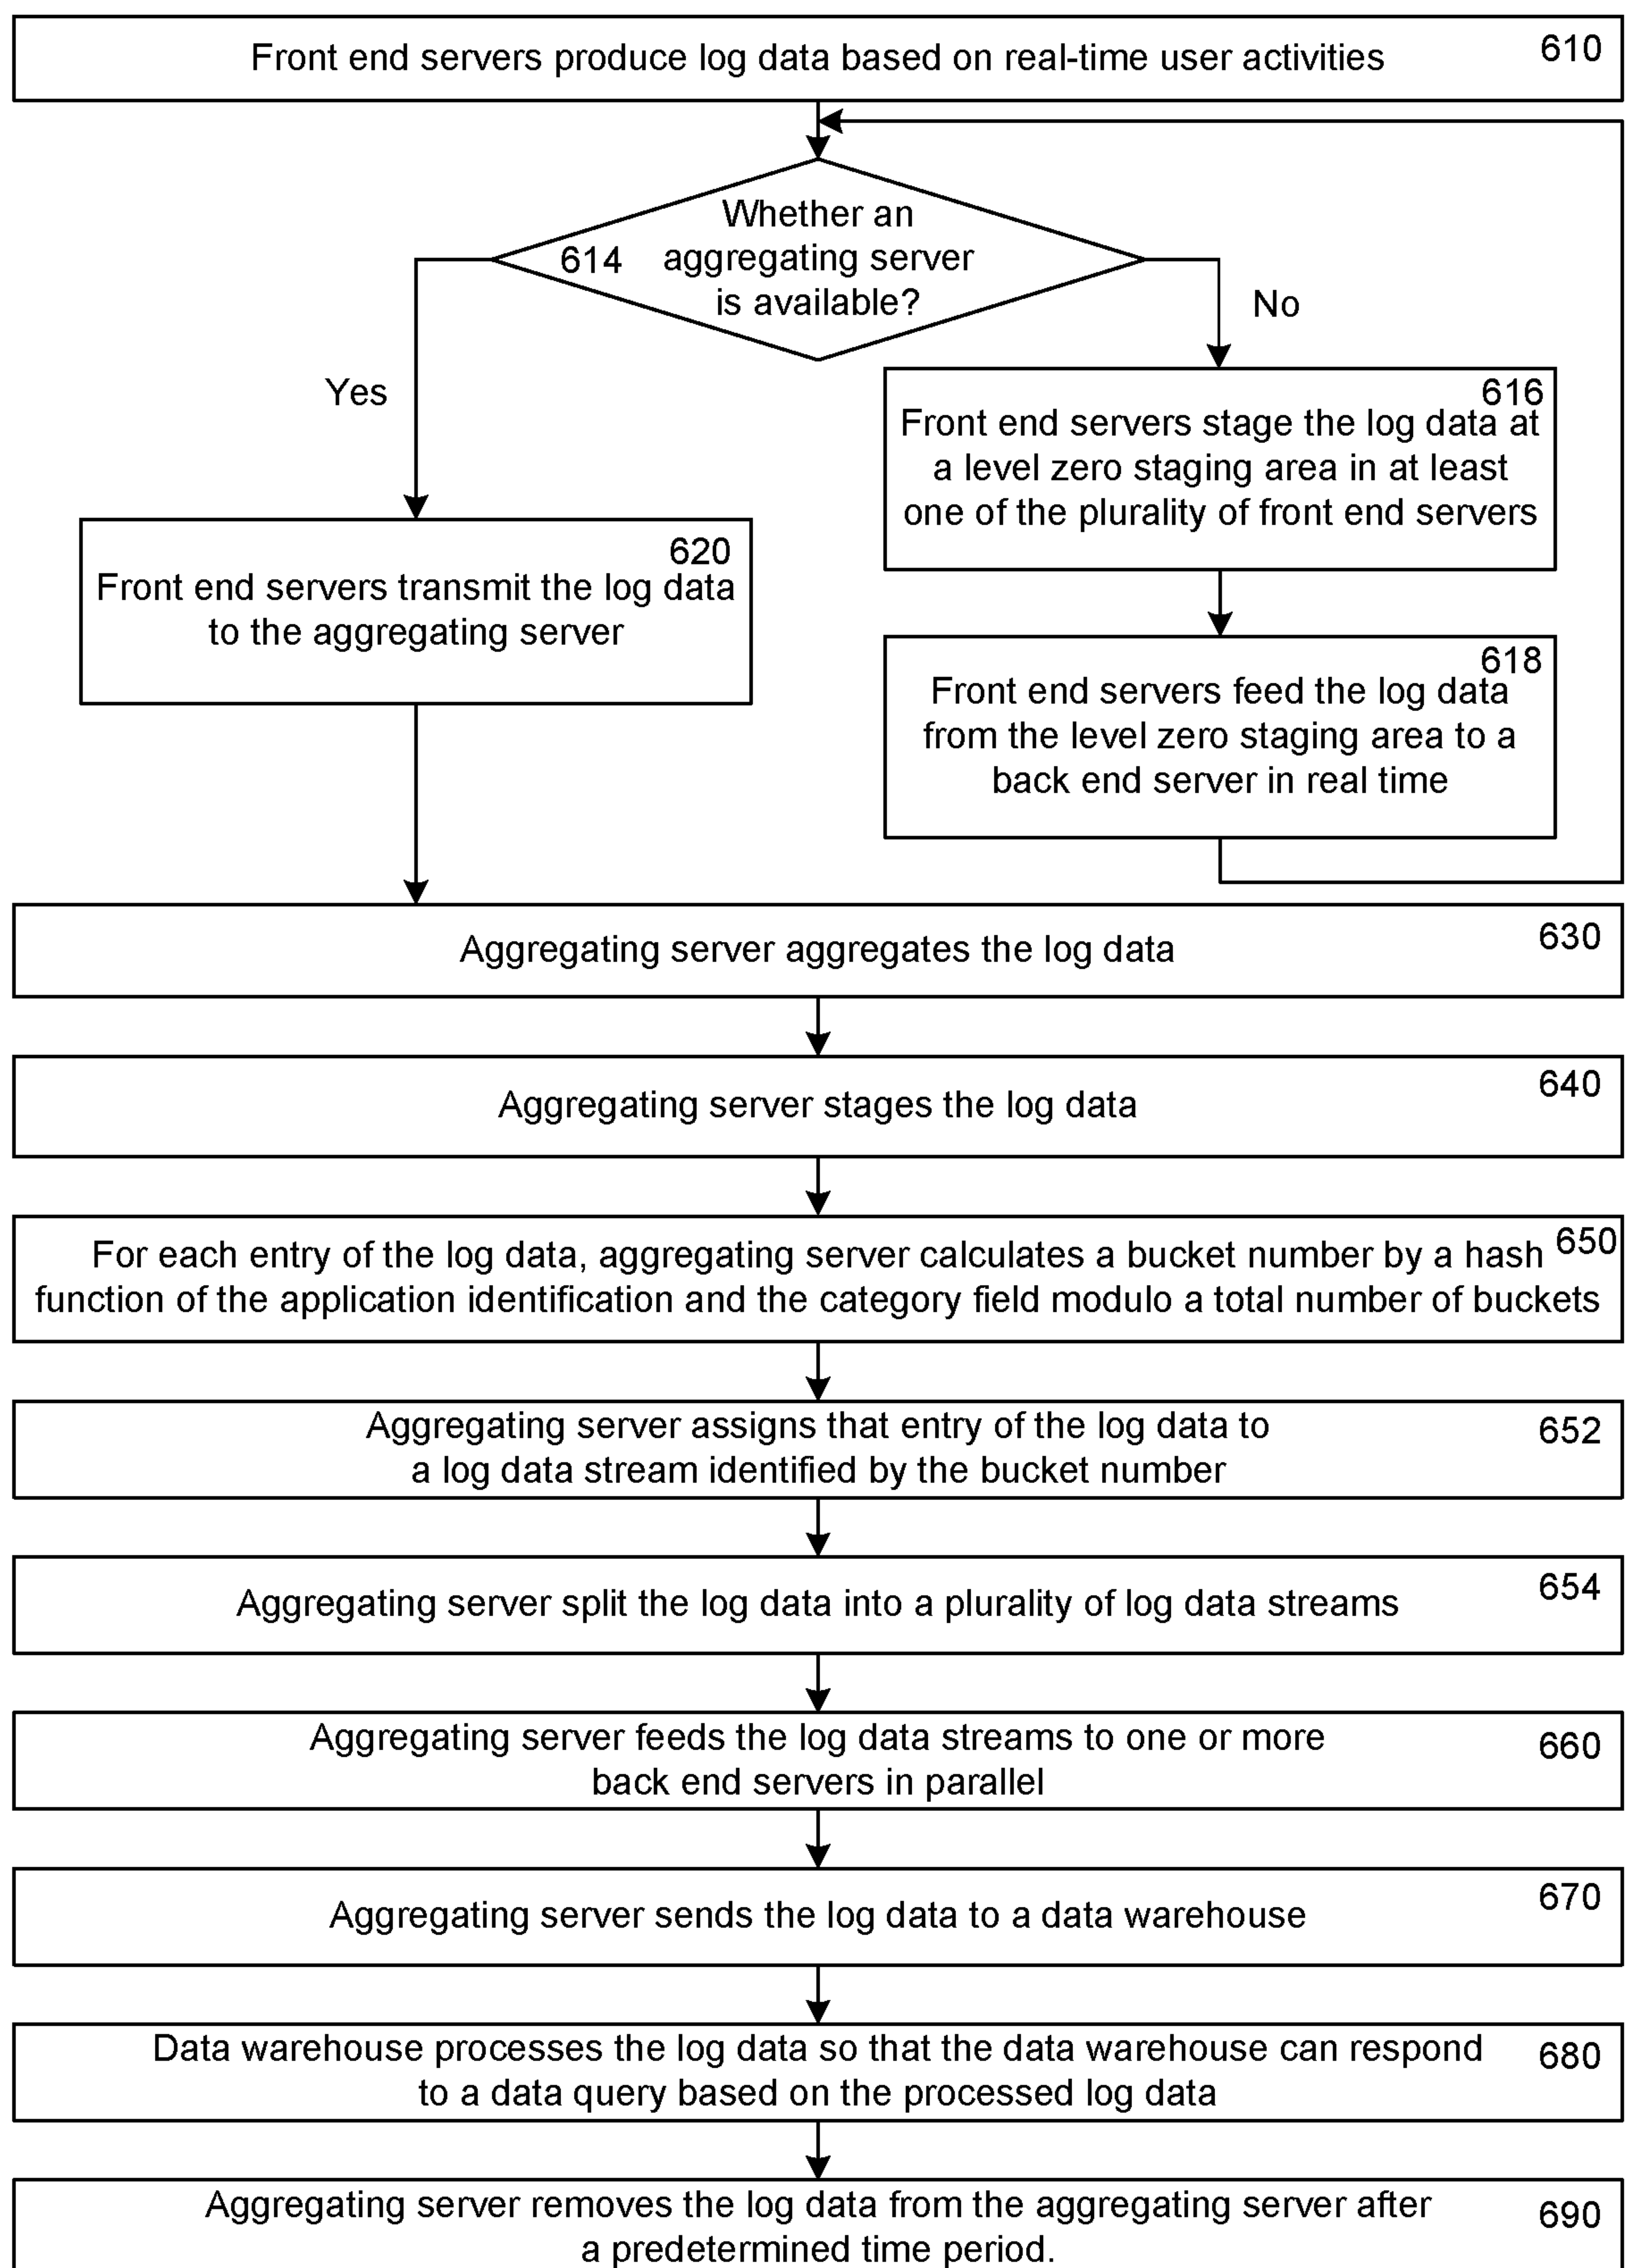 Front end servers produce log data based on real-time user activities
610
Whether an
614
aggregating server
is available?
No
Yes
616
Front end servers stage the log data at
a level zero staging area in at least
one of the plurality of front end servers
620
Front end servers transmit the log data
to the aggregating server
618
Front end servers feed the log data
from the level zero staging area to a
back end server in real time
Aggregating server aggregates the log data
630
Aggregating server stages the log data
640
For each entry of the log data, aggregating server calculates a bucket number by a hash
650
function of the application identification and the category field modulo a total number of buckets
Aggregating server assigns that entry of the log data to
652
a log data stream identified by the bucket number
Aggregating server split the log data into a plurality of log data streams
654
Aggregating server feeds the log data streams to one or more
660
back end servers in parallel
Aggregating server sends the log data to a data warehouse
670
Data warehouse processes the log data so that the data warehouse can respond
680
to a data query based on the processed log data
Aggregating server removes the log data from the aggregating server after
690
a predetermined time period.